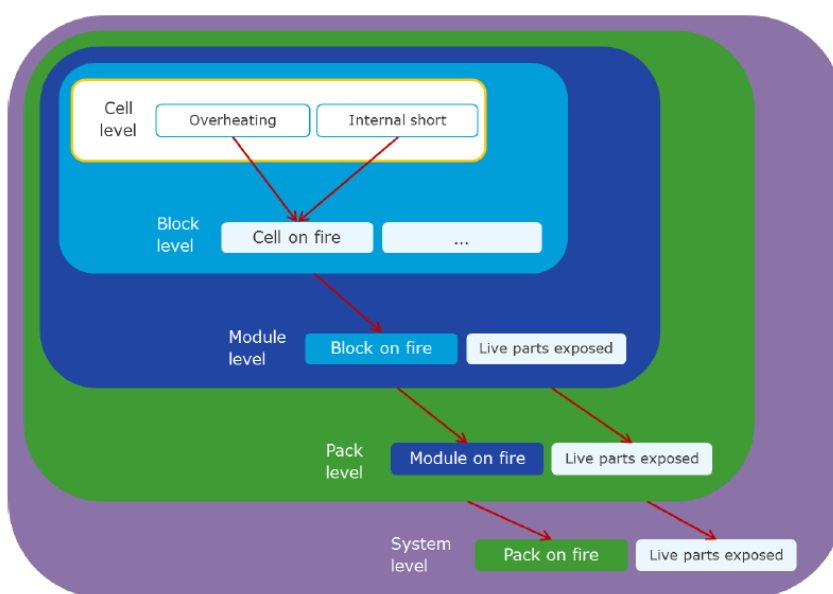 Cell
level
Overheating
Internal short
Block
level
Cell on fire
...
Module
level
Block on fire
Live parts exposed
Pack
level
Module on fire
Live parts exposed
System
level
Pack on fire
Live parts exposed